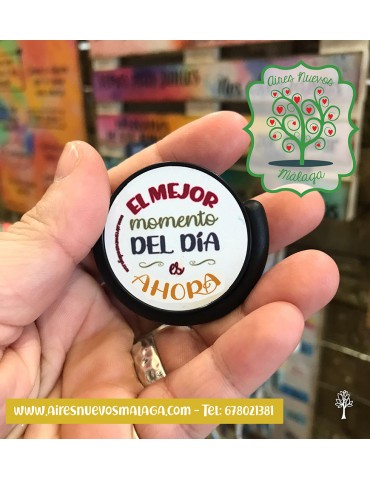 Aires Nuevos
Málaga
EL MEJOR
momento
DEL DÍA
es
AHORA
www.airesnuevosmalaga.com - Tel: 678021381